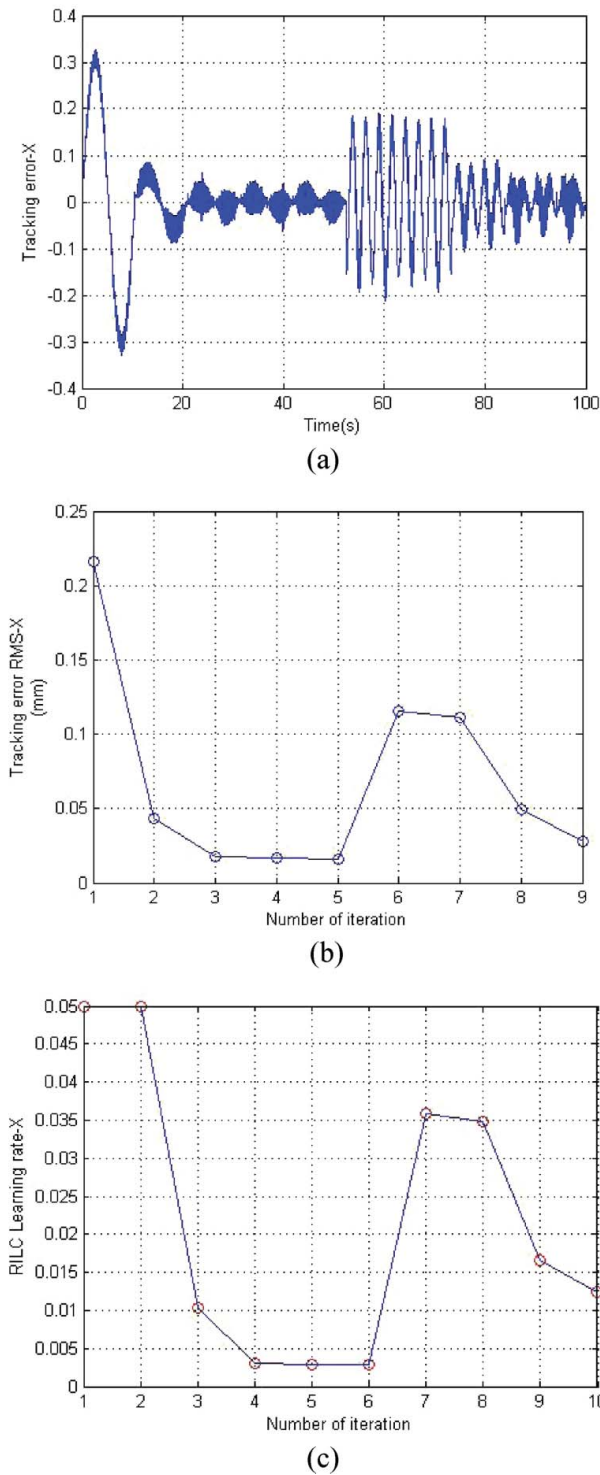 0.4
0.3
0.2
0.1
0
-0.1
-0.2
-0.3
-0.4
Tracking error-X
0 20 40 60 80 100
Time(s)
(a)
0.25
0.2
0.15
0.1
0.05
0
Tracking error RMS-X
(mm)
1 2 3 4 5 6 7 8 9
Number of iteration
(b)
0.05
0.045
0.04
0.035
0.03
0.025
0.02
0.015
0.01
0.005
0
RILC Learning rate-X
1 2 3 4 5 6 7 8 9 10
Number of iteration
(c)